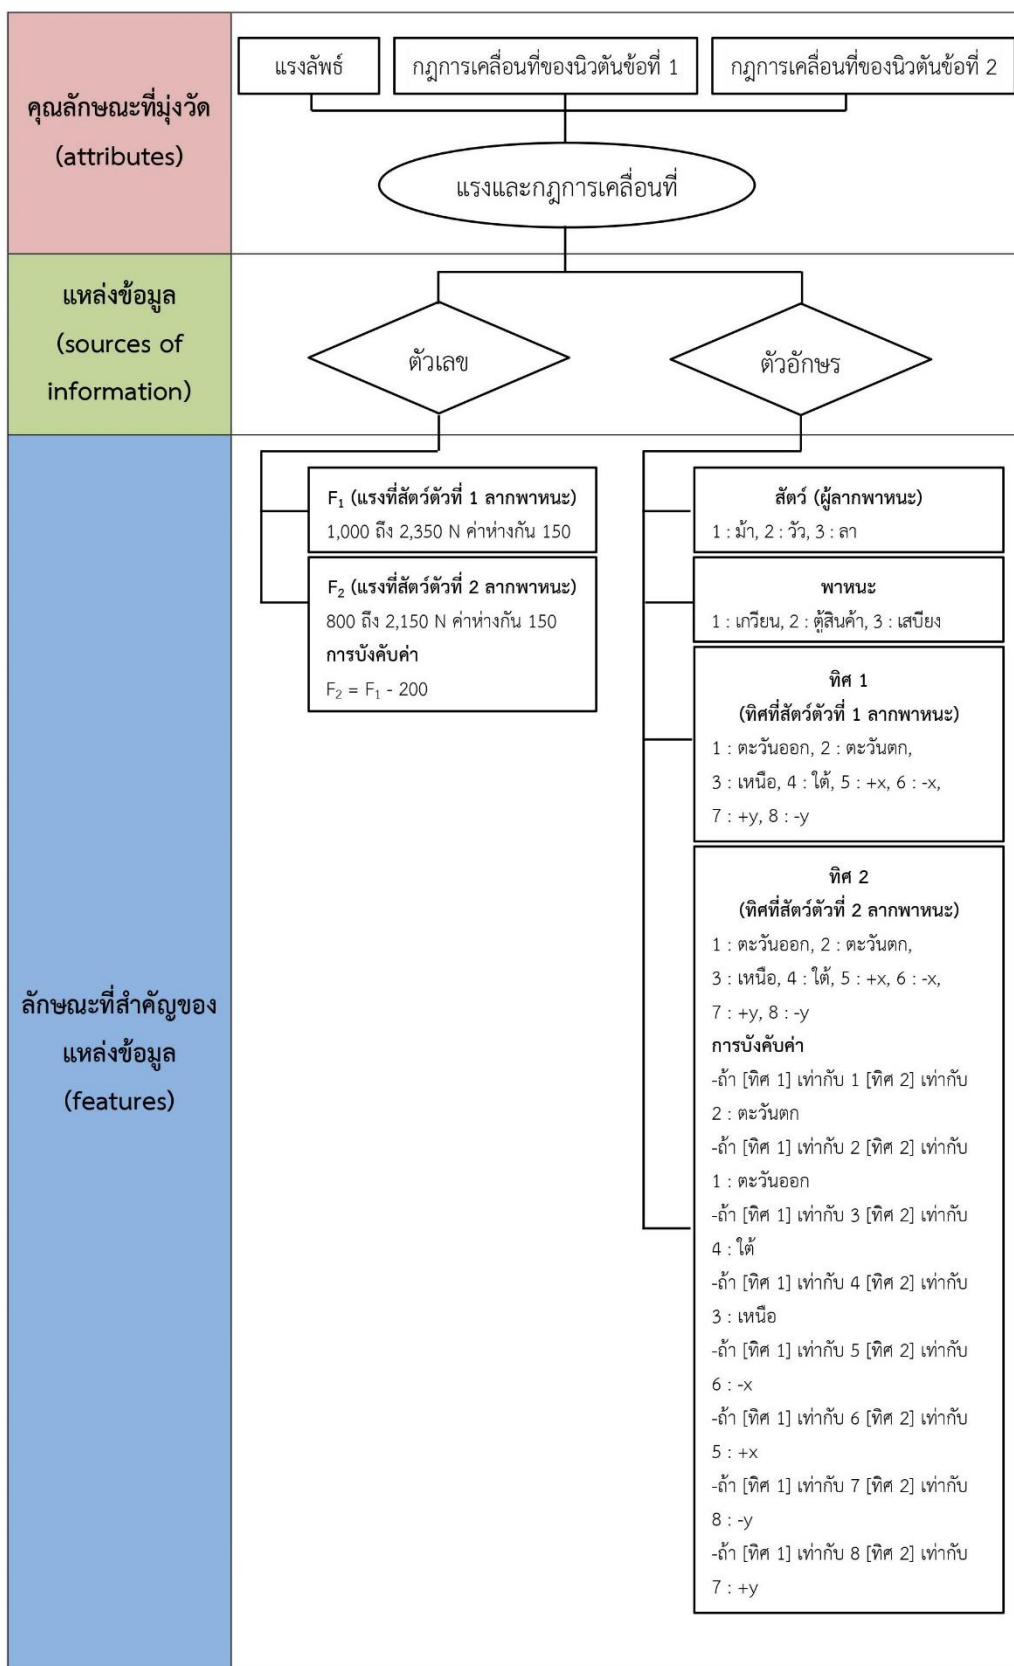 คุณลักษณะที่มุ่งวัด
(attributes)
แรงลัพธ์
กฎการเคลื่อนที่ของนิวตันข้อที่ 1
กฎการเคลื่อนที่ของนิวตันข้อที่ 2
แรงและกฎการเคลื่อนที่
แหล่งข้อมูล
(sources of
information)
ตัวเลข
ตัวอักษร
ลักษณะที่สำคัญของ
แหล่งข้อมูล
(features)
F₁ (แรงที่สัตว์ตัวที่ 1 ลากพาหนะ)
1,000 ถึง 2,350 N ค่าห่างกัน 150
F₂ (แรงที่สัตว์ตัวที่ 2 ลากพาหนะ)
800 ถึง 2,150 N ค่าห่างกัน 150
การบังคับค่า
F₂ = F₁ - 200
สัตว์ (ผู้ลากพาหนะ)
1 : ม้า, 2 : วัว, 3 : ลา
พาหนะ
1 : เกวียน, 2 : ตู้สินค้า, 3 : เสบียง
ทิศ 1
(ทิศที่สัตว์ตัวที่ 1 ลากพาหนะ)
1 : ตะวันออก, 2 : ตะวันตก,
3 : เหนือ, 4 : ใต้, 5 : +x, 6 : -x,
7 : +y, 8 : -y
ทิศ 2
(ทิศที่สัตว์ตัวที่ 2 ลากพาหนะ)
1 : ตะวันออก, 2 : ตะวันตก,
3 : เหนือ, 4 : ใต้, 5 : +x, 6 : -x,
7 : +y, 8 : -y
การบังคับค่า
-ถ้า [ทิศ 1] เท่ากับ 1 [ทิศ 2] เท่ากับ
2 : ตะวันตก
-ถ้า [ทิศ 1] เท่ากับ 2 [ทิศ 2] เท่ากับ
1 : ตะวันออก
-ถ้า [ทิศ 1] เท่ากับ 3 [ทิศ 2] เท่ากับ
4 : ใต้
-ถ้า [ทิศ 1] เท่ากับ 4 [ทิศ 2] เท่ากับ
3 : เหนือ
-ถ้า [ทิศ 1] เท่ากับ 5 [ทิศ 2] เท่ากับ
6 : -x
-ถ้า [ทิศ 1] เท่ากับ 6 [ทิศ 2] เท่ากับ
5 : +x
-ถ้า [ทิศ 1] เท่ากับ 7 [ทิศ 2] เท่ากับ
8 : -y
-ถ้า [ทิศ 1] เท่ากับ 8 [ทิศ 2] เท่ากับ
7 : +y